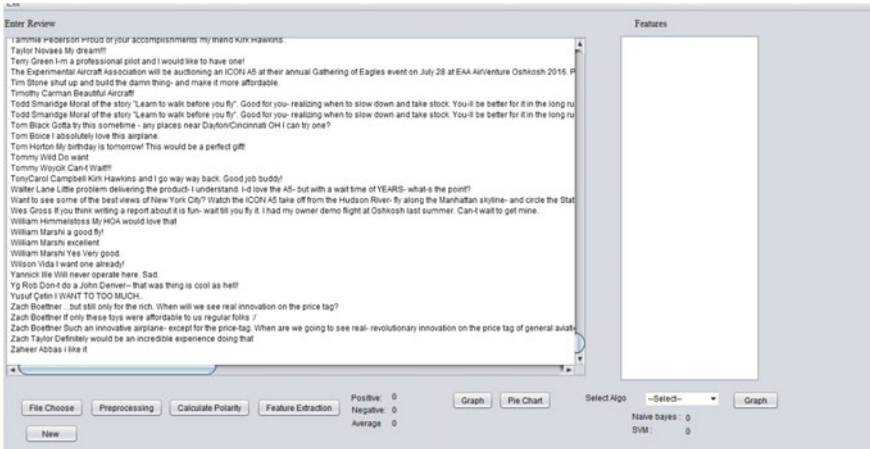 Exit
Enter Review
Features
Tammie Pederson Proud of your accomplishments my friend Kirk Hawkins.
Taylor Novaes My dream!!!
Terry Green I-m a professional pilot and I would like to have one!
The Experimental Aircraft Association will be auctioning an ICON A5 at their annual Gathering of Eagles event on July 28 at EAA AirVenture Oshkosh 2016. P
Tim Stone shut up and build the damn thing- and make it more affordable.
Timothy Carman Beautiful Aircraft!
Todd Smaridge Moral of the story "Learn to walk before you fly". Good for you- realizing when to slow down and take stock. You-ll be better for it in the long ru
Todd Smaridge Moral of the story "Learn to walk before you fly". Good for you- realizing when to slow down and take stock. You-ll be better for it in the long ru
Tom Black Gotta try this sometime - any places near Dayton/Cincinnati OH I can try one?
Tom Boice I absolutely love this airplane.
Tom Horton My birthday is tomorrow! This would be a perfect gift!
Tommy Wild Do want
Tommy Woycik Can-t Wait!!!
TonyCarol Campbell Kirk Hawkins and I go way way back. Good job buddy!
Walter Lane Little problem delivering the product- I understand. I-d love the A5- but with a wait time of YEARS- what-s the point?
Want to see some of the best views of New York City? Watch the ICON A5 take off from the Hudson River- fly along the Manhattan skyline- and circle the Stat
Wes Gross If you think writing a report about it is fun- wait till you fly it. I had my owner demo flight at Oshkosh last summer. Can-t wait to get mine.
William Himmelstoss My HOA would love that
William Marshi a good fly!
William Marshi excellent
William Marshi Yes Very good.
Wilson Vida I want one already!
Yannick Ille Will never operate here. Sad.
Yg Rob Don-t do a John Denver-- that was thing is cool as hell!
Yusuf Çetin I WANT TO TOO MUCH..
Zach Boettner ...but still only for the rich. When will we see real innovation on the price tag?
Zach Boettner If only these toys were affordable to us regular folks :/
Zach Boettner Such an innovative airplane- except for the price-tag. When are we going to see real- revolutionary innovation on the price tag of general aviati
Zach Taylor Definitely would be an incredible experience doing that
Zaheer Abbas i like it
File Choose Preprocessing Calculate Polarity Feature Extraction
New
Positive: 0
Negative: 0
Average 0
Graph Pie Chart
Select Algo --Select-- Graph
Naive bayes : 0
SVM : 0